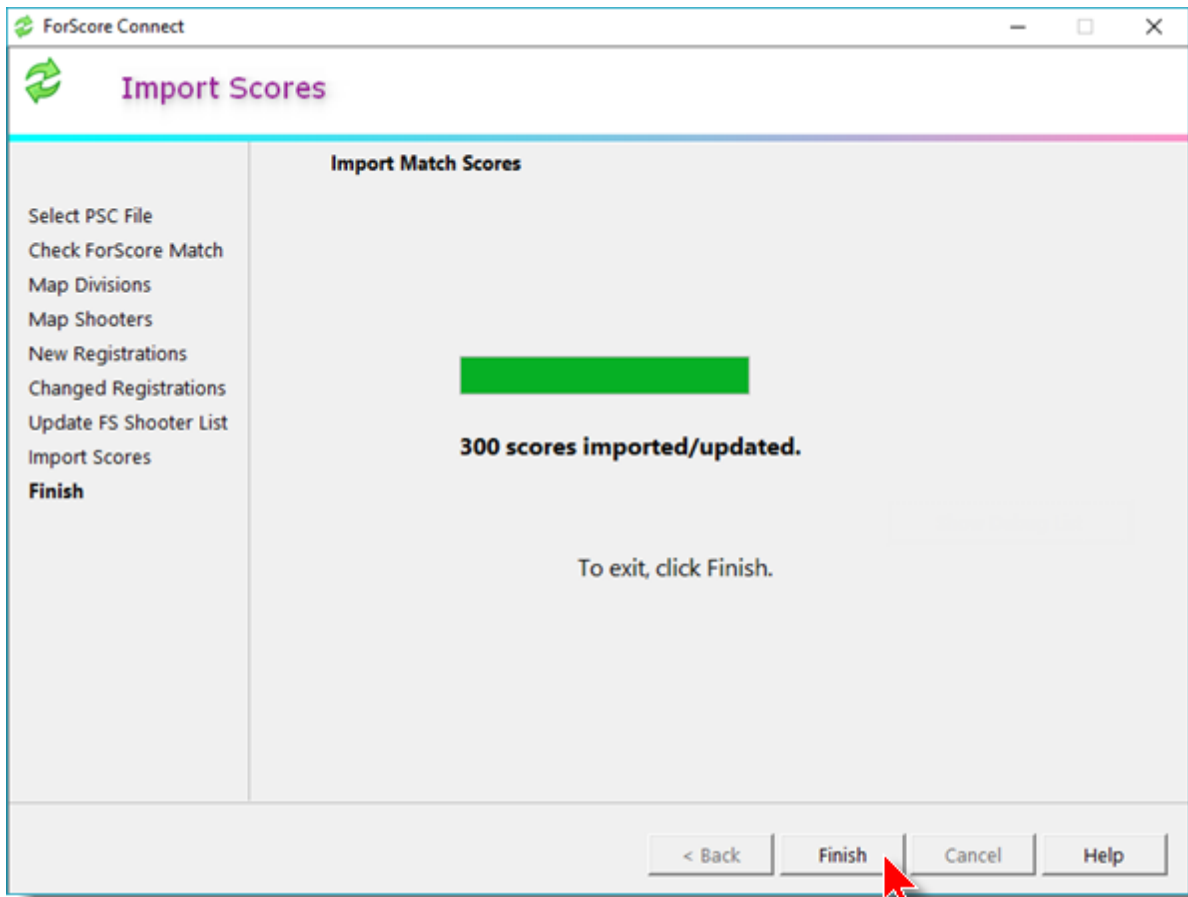 ForScore Connect
Import Scores
Import Match Scores
Select PSC File
Check ForScore Match
Map Divisions
Map Shooters
New Registrations
Changed Registrations
Update FS Shooter List
Import Scores
Finish
300 scores imported/updated.
To exit, click Finish.
< Back Finish Cancel Help